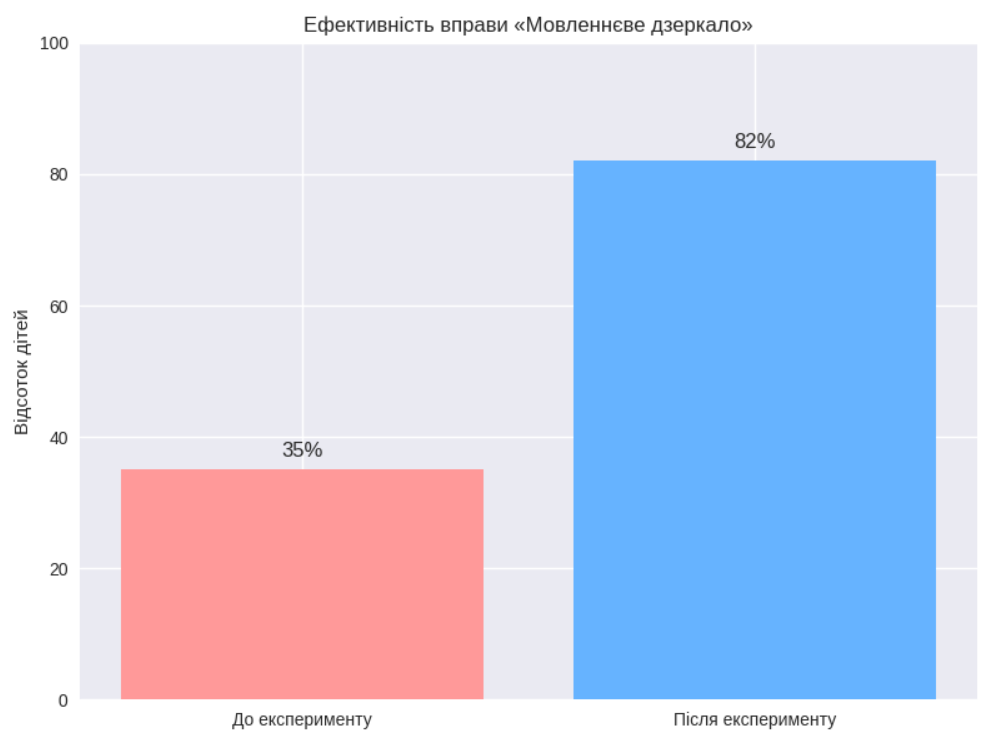 Ефективність вправи «Мовленнєве дзеркало»
100
80
60
40
20
0
Відсоток дітей
35%
82%
До експерименту
Після експерименту